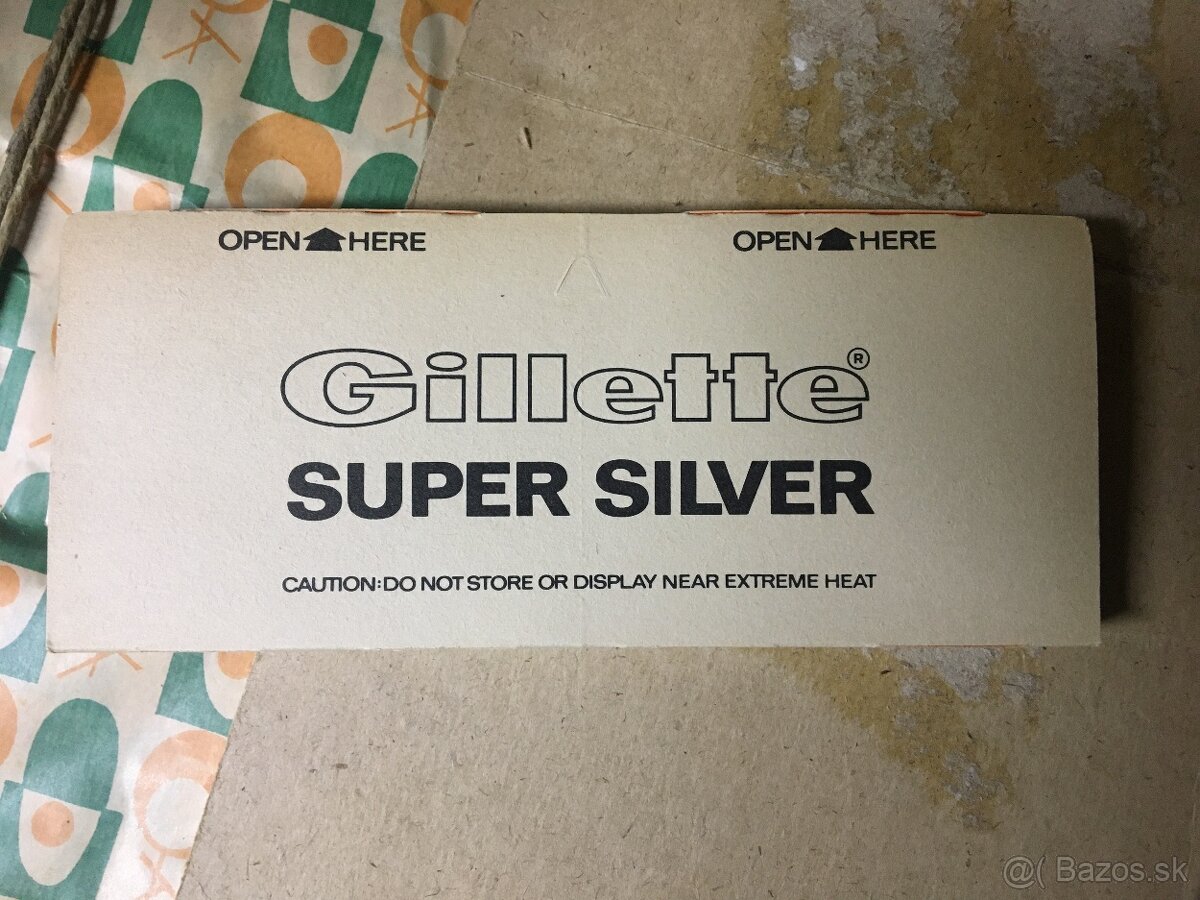 OPEN HERE OPEN HERE
Gillette®
SUPER SILVER
CAUTION: DO NOT STORE OR DISPLAY NEAR EXTREME HEAT
@( Bazos.sk